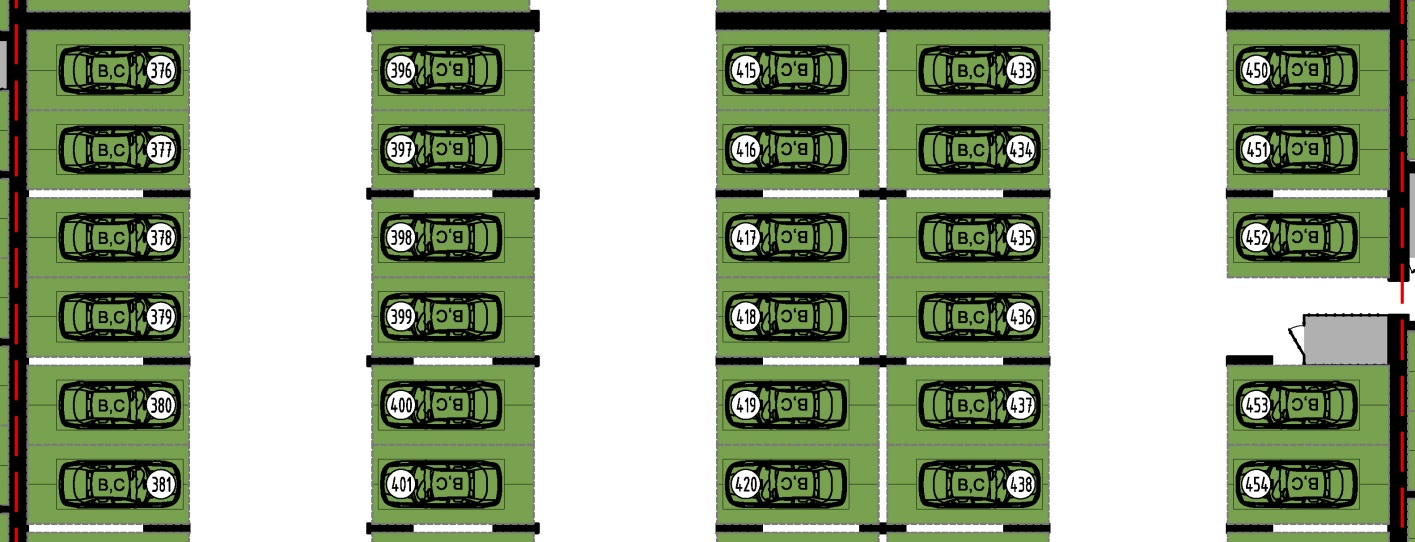 B,C 376 396 B,C 415 B,C B,C 433 450 B,C
B,C 377 397 B,C 416 B,C B,C 434 451 B,C
B,C 378 398 B,C 417 B,C B,C 435 452 B,C
B,C 379 399 B,C 418 B,C B,C 436
B,C 380 400 B,C 419 B,C B,C 437 453 B,C
B,C 381 401 B,C 420 B,C B,C 438 454 B,C